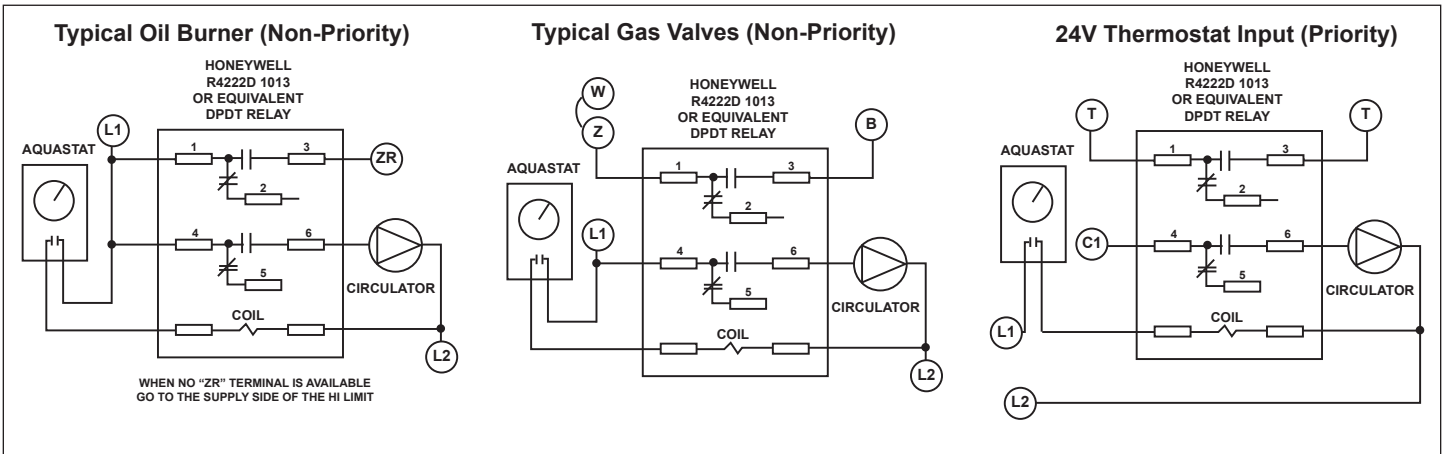 Typical Oil Burner (Non-Priority)
HONEYWELL
R4222D 1013
OR EQUIVALENT
DPDT RELAY
L1
AQUASTAT
1
3
ZR
2
4
6
5
CIRCULATOR
COIL
L2
WHEN NO “ZR” TERMINAL IS AVAILABLE
GO TO THE SUPPLY SIDE OF THE HI LIMIT
Typical Gas Valves (Non-Priority)
HONEYWELL
R4222D 1013
OR EQUIVALENT
DPDT RELAY
W
Z
B
AQUASTAT
1
3
2
L1
4
6
5
CIRCULATOR
COIL
L2
24V Thermostat Input (Priority)
HONEYWELL
R4222D 1013
OR EQUIVALENT
DPDT RELAY
T
T
AQUASTAT
1
3
2
C1
4
6
5
CIRCULATOR
L1
COIL
L2